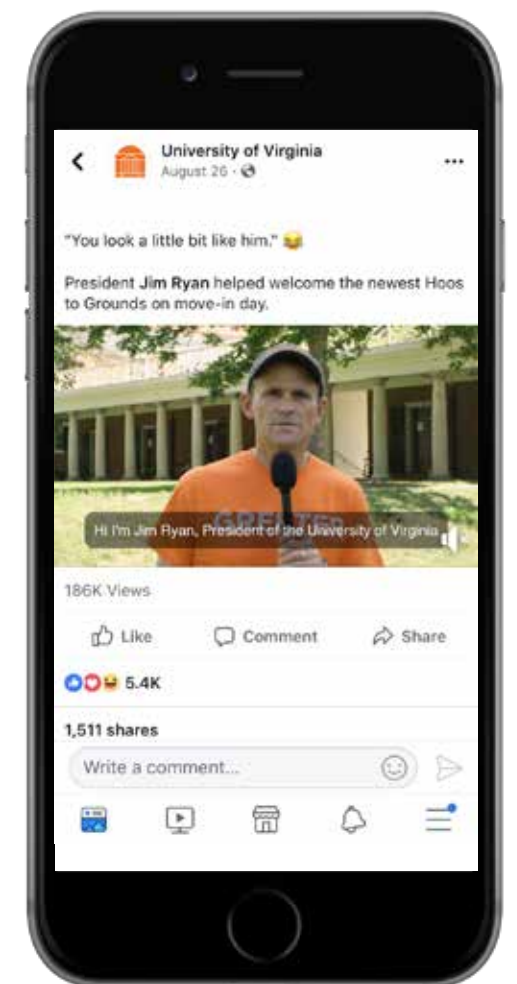 University of Virginia
August 26 ·
"You look a little bit like him." 😂
President Jim Ryan helped welcome the newest Hoos
to Grounds on move-in day.
GREETER
Hi I'm Jim Ryan, President of the University of Virginia
186K Views
Like Comment Share
5.4K
1,511 shares
Write a comment...